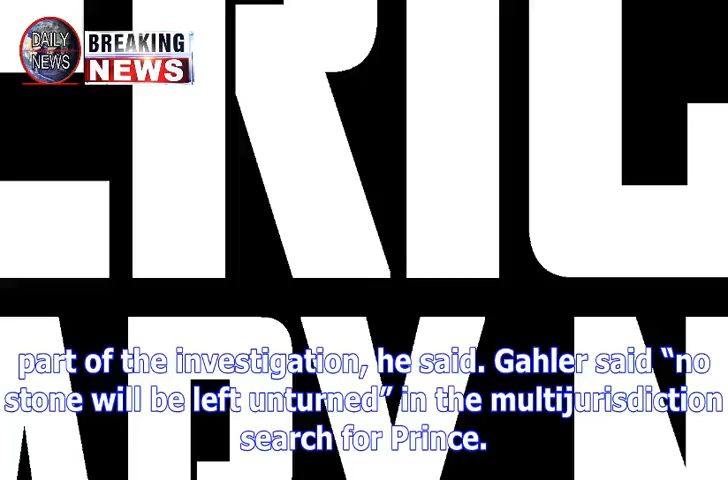 DAILY
NEWS
BREAKING
NEWS
part of the investigation, he said. Gahler said “no
stone will be left unturned” in the multijurisdiction
search for Prince.